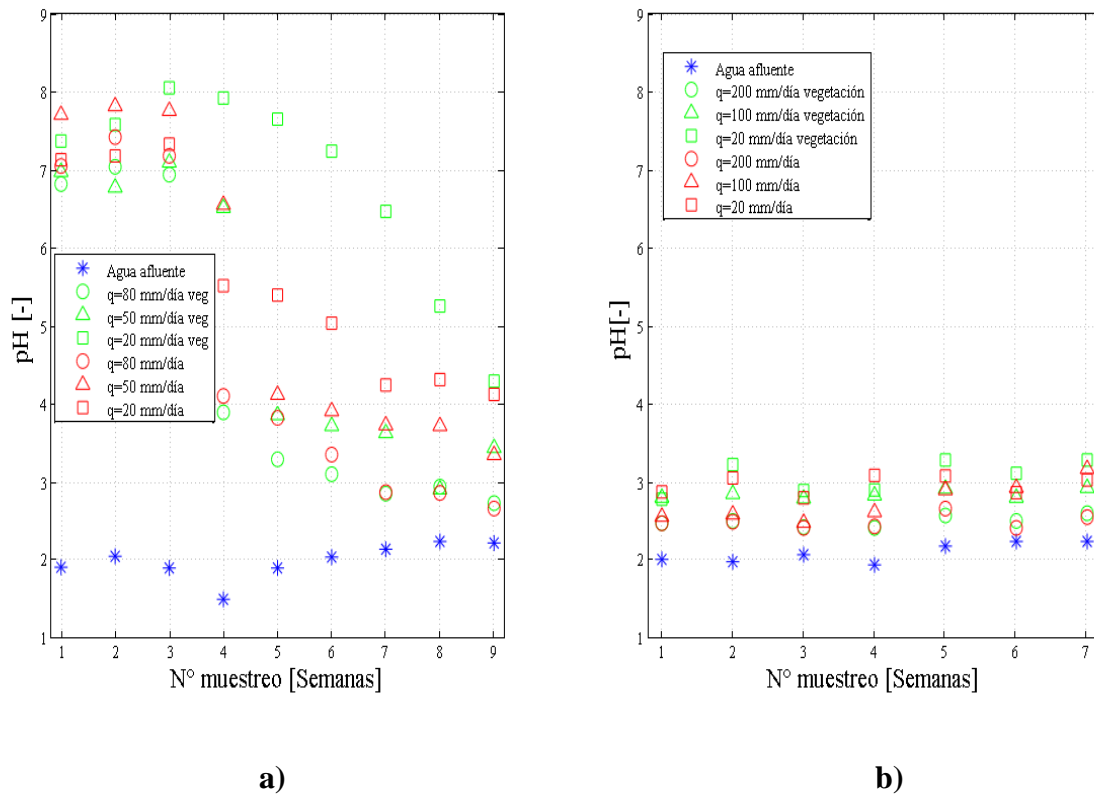 9
8
7
6
5
4
3
2
1
pH [-]
Agua afluente
q=80 mm/día veg
q=50 mm/día veg
q=20 mm/día veg
q=80 mm/día
q=50 mm/día
q=20 mm/día
1 2 3 4 5 6 7 8 9
N° muestreo [Semanas]
a)
9
8
7
6
5
4
3
2
1
pH[-]
Agua afluente
q=200 mm/día vegetación
q=100 mm/día vegetación
q=20 mm/día vegetación
q=200 mm/día
q=100 mm/día
q=20 mm/día
1 2 3 4 5 6 7
N° muestreo [Semanas]
b)